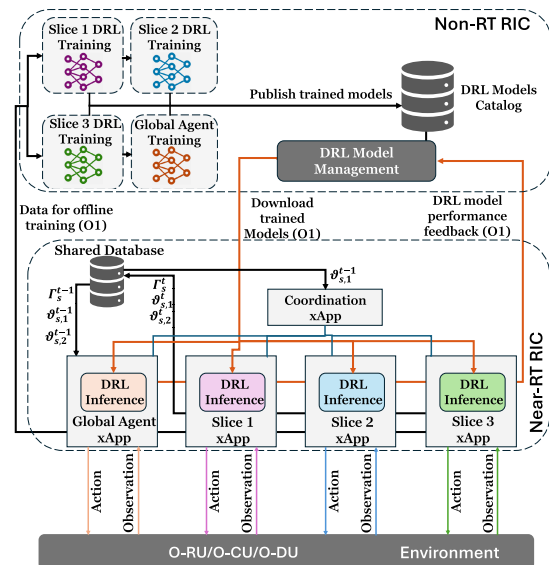 Non-RT RIC
Slice 1 DRL
Training
Slice 2 DRL
Training
Slice 3 DRL
Training
Global Agent
Training
Publish trained models
DRL Models
Catalog
DRL Model
Management
Data for offline
training (O1)
Download
trained
Models (O1)
DRL model
performance
feedback (O1)
Near-RT RIC
Shared Database
Γ_s^{t-1}
ϑ_{s,1}^{t-1}
ϑ_{s,2}^{t-1}
Γ_s^t
ϑ_{s,1}^t
ϑ_{s,2}^t
ϑ_{s,1}^{t-1}
Coordination
xApp
DRL
Inference
Global Agent
xApp
DRL
Inference
Slice 1
xApp
DRL
Inference
Slice 2
xApp
DRL
Inference
Slice 3
xApp
Action
Observation
Action
Observation
Action
Observation
Action
Observation
O-RU/O-CU/O-DU
Environment